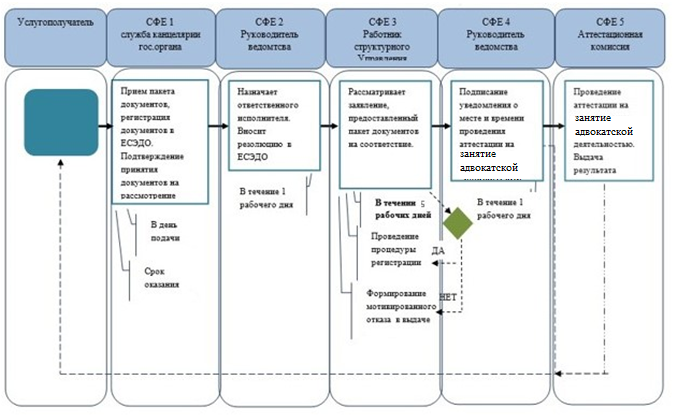 Услугополучатель
СФЕ 1
служба канцелярии
гос.органа
СФЕ 2
Руководитель
ведомтсва
СФЕ 3
Работник
структурного
Управления
СФЕ 4
Руководитель
ведомства
СФЕ 5
Аттестационная
комиссия
Прием пакета
документов,
регистрация
документов в
ЕСЭДО.
Подтверждение
принятия
документов на
рассмотрение
В день
подачи
Срок
оказания
Назначает
ответственного
исполнителя.
Вносит
резолюцию в
ЕСЭДО
В течение 1
рабочего дня
Рассматривает
заявление,
предоставленный
пакет документов
на соответствие.
В течении 5
рабочих дней
Проведение
процедуры
регистрации
Формирование
мотивированного
отказа в выдаче
ДА
НЕТ
Подписание
уведомления о
месте и времени
проведения
аттестации на
занятие
адвокатской
В течение 1
рабочего дня
Проведение
аттестации на
занятие
адвокатской
деятельностью.
Выдача
результата